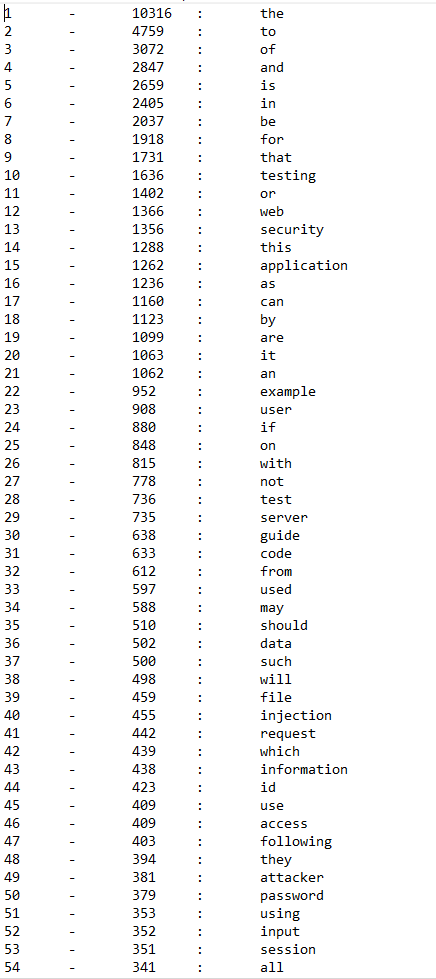 1 - 10316 : the
2 - 4759 : to
3 - 3072 : of
4 - 2847 : and
5 - 2659 : is
6 - 2405 : in
7 - 2037 : be
8 - 1918 : for
9 - 1731 : that
10 - 1636 : testing
11 - 1402 : or
12 - 1366 : web
13 - 1356 : security
14 - 1288 : this
15 - 1262 : application
16 - 1236 : as
17 - 1160 : can
18 - 1123 : by
19 - 1099 : are
20 - 1063 : it
21 - 1062 : an
22 - 952 : example
23 - 908 : user
24 - 880 : if
25 - 848 : on
26 - 815 : with
27 - 778 : not
28 - 736 : test
29 - 735 : server
30 - 638 : guide
31 - 633 : code
32 - 612 : from
33 - 597 : used
34 - 588 : may
35 - 510 : should
36 - 502 : data
37 - 500 : such
38 - 498 : will
39 - 459 : file
40 - 455 : injection
41 - 442 : request
42 - 439 : which
43 - 438 : information
44 - 423 : id
45 - 409 : use
46 - 409 : access
47 - 403 : following
48 - 394 : they
49 - 381 : attacker
50 - 379 : password
51 - 353 : using
52 - 352 : input
53 - 351 : session
54 - 341 : all